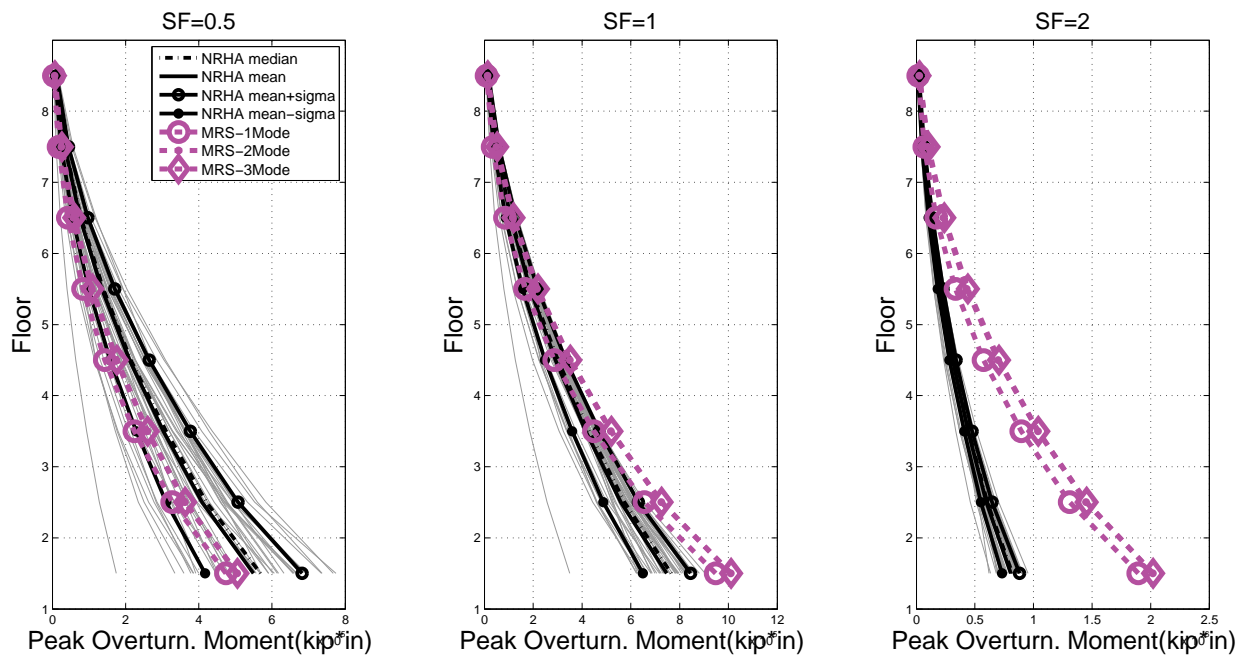 SF=0.5
SF=1
SF=2
NRHA median
NRHA mean
NRHA mean+sigma
NRHA mean−sigma
MRS−1Mode
MRS−2Mode
MRS−3Mode
8
7
6
5
4
3
2
1
Floor
0 2 4 6 8
Peak Overturn. Moment(kip*in)
8
7
6
5
4
3
2
1
Floor
0 2 4 6 8 10 12
Peak Overturn. Moment(kip*in)
8
7
6
5
4
3
2
1
Floor
0 0.5 1 1.5 2 2.5
Peak Overturn. Moment(kip*in)